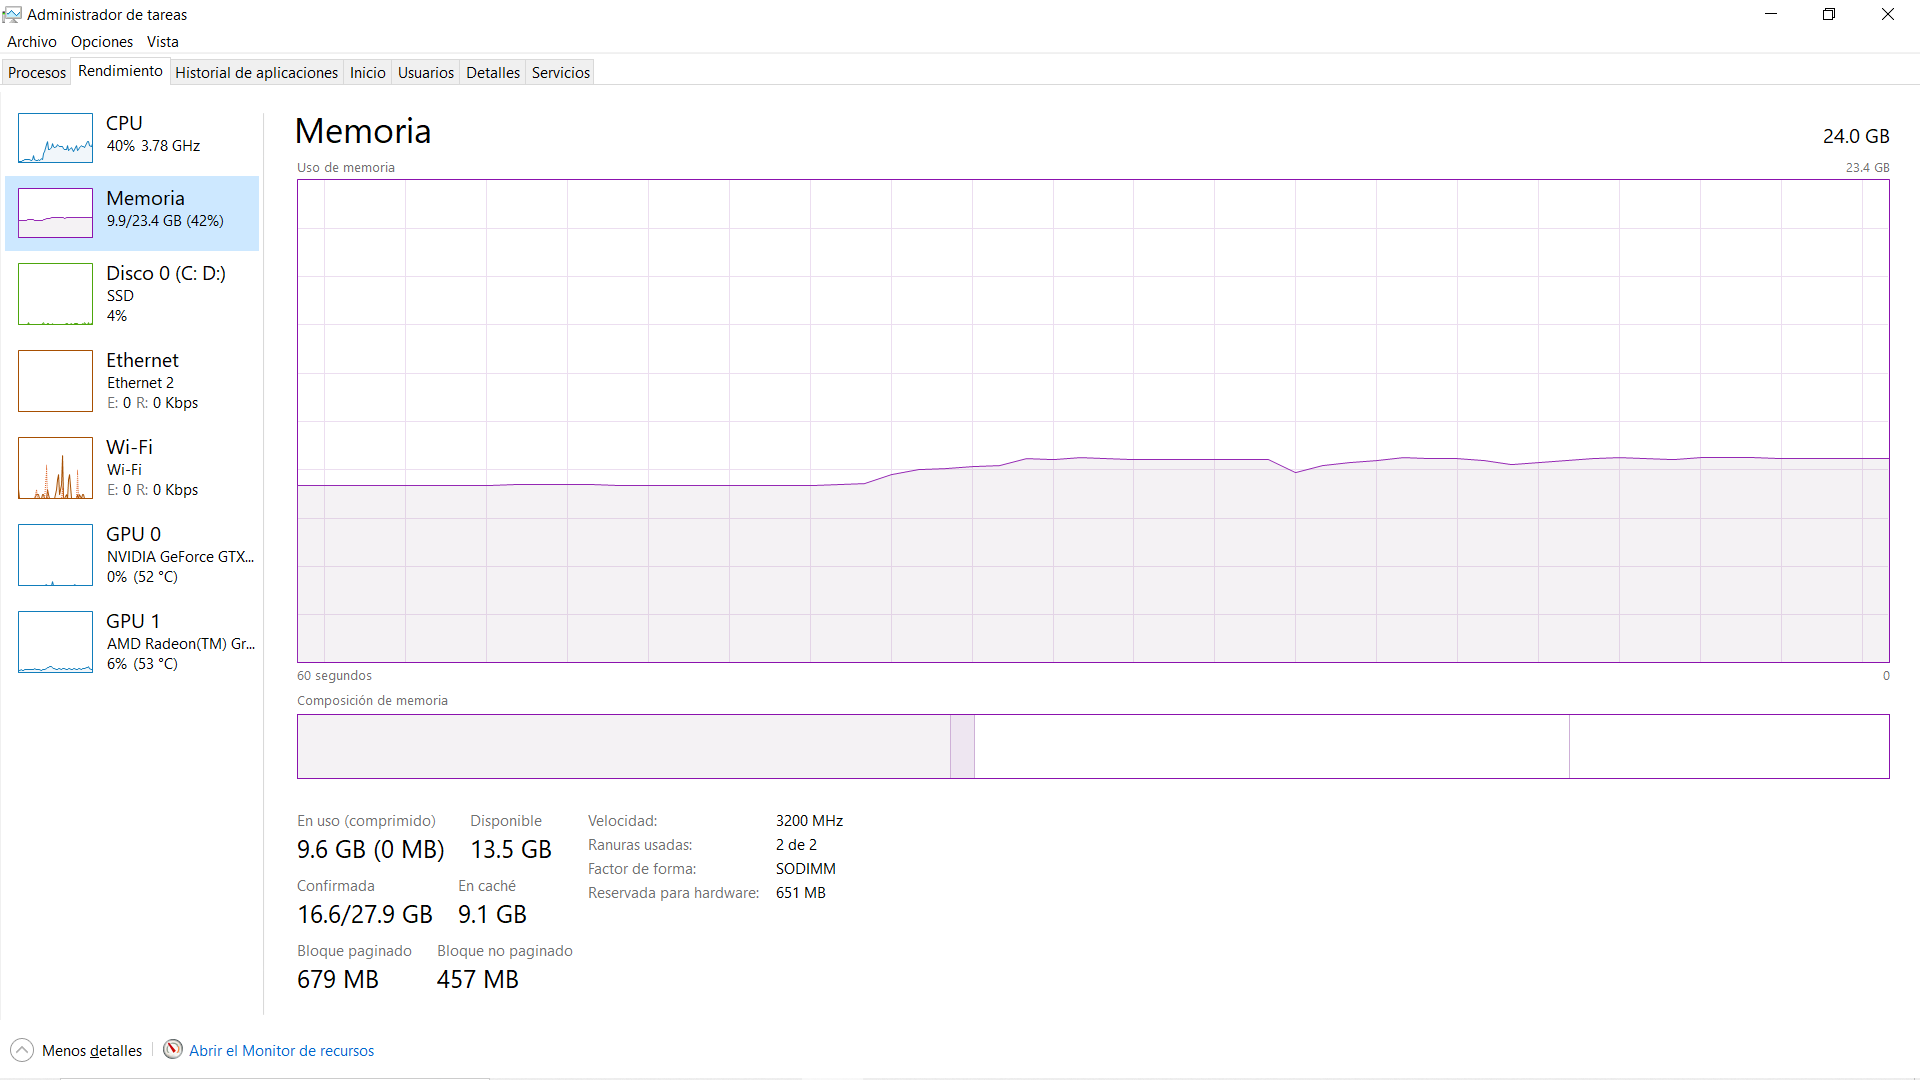 Administrador de tareas
Archivo Opciones Vista
Procesos Rendimiento Historial de aplicaciones Inicio Usuarios Detalles Servicios
CPU
40% 3.78 GHz
Memoria
9.9/23.4 GB (42%)
Disco 0 (C: D:)
SSD
4%
Ethernet
Ethernet 2
E: 0 R: 0 Kbps
Wi-Fi
Wi-Fi
E: 0 R: 0 Kbps
GPU 0
NVIDIA GeForce GTX...
0% (52 °C)
GPU 1
AMD Radeon(TM) Gr...
6% (53 °C)
Memoria 24.0 GB
Uso de memoria 23.4 GB
60 segundos 0
Composición de memoria
En uso (comprimido) Disponible
9.6 GB (0 MB) 13.5 GB
Confirmada En caché
16.6/27.9 GB 9.1 GB
Bloque paginado Bloque no paginado
679 MB 457 MB
Velocidad: 3200 MHz
Ranuras usadas: 2 de 2
Factor de forma: SODIMM
Reservada para hardware: 651 MB
Menos detalles Abrir el Monitor de recursos